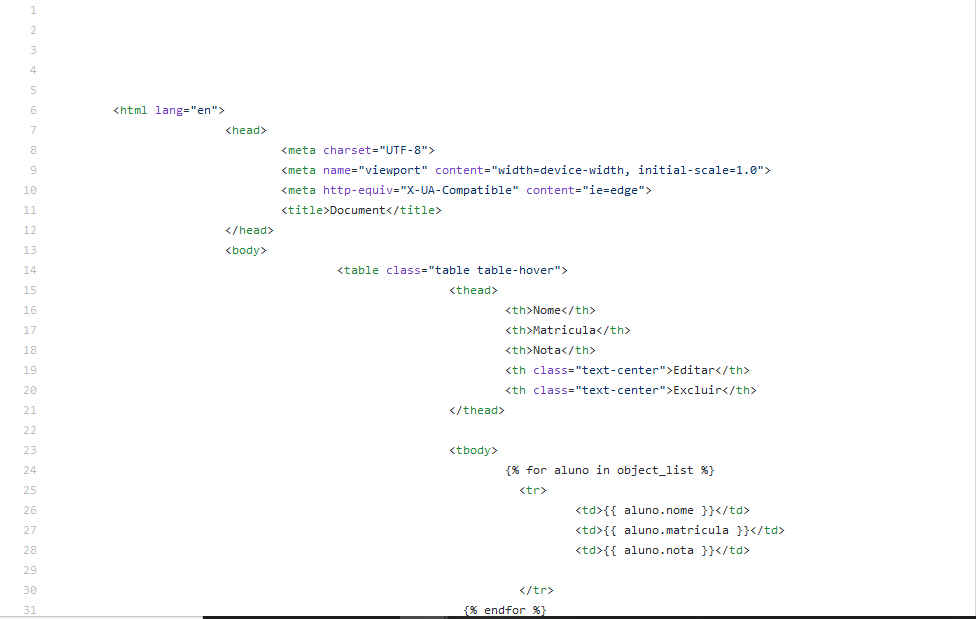 1
2
3
4
5
6 <html lang="en">
7 <head>
8 <meta charset="UTF-8">
9 <meta name="viewport" content="width=device-width, initial-scale=1.0">
10 <meta http-equiv="X-UA-Compatible" content="ie=edge">
11 <title>Document</title>
12 </head>
13 <body>
14 <table class="table table-hover">
15 <thead>
16 <th>Nome</th>
17 <th>Matricula</th>
18 <th>Nota</th>
19 <th class="text-center">Editar</th>
20 <th class="text-center">Excluir</th>
21 </thead>
22
23 <tbody>
24 {% for aluno in object_list %}
25 <tr>
26 <td>{{ aluno.nome }}</td>
27 <td>{{ aluno.matricula }}</td>
28 <td>{{ aluno.nota }}</td>
29
30 </tr>
31 {% endfor %}